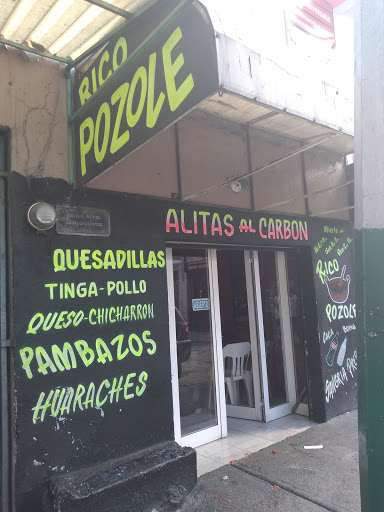 RICO
POZOLE
ALITAS AL CARBON
ABIERTO
QUESADILLAS
TINGA-POLLO
QUESO-CHICHARRON
PAMBAZOS
HUARACHES
RICO
POZOLE